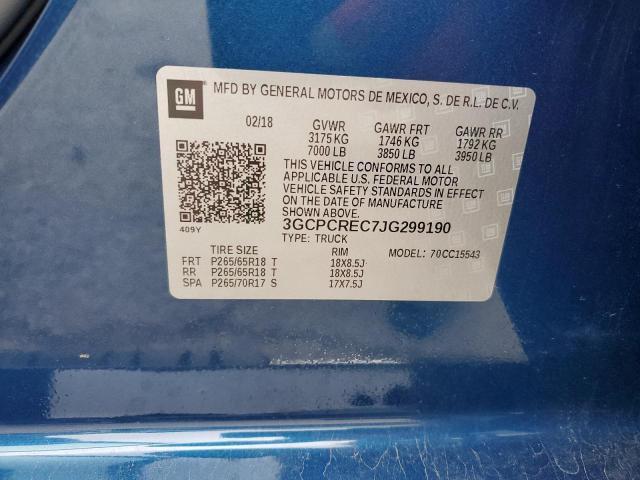 GM
MFD BY GENERAL MOTORS DE MEXICO, S. DE R.L. DE C.V.
02/18 GVWR GAWR FRT GAWR RR
3175 KG 1746 KG 1792 KG
7000 LB 3850 LB 3950 LB
THIS VEHICLE CONFORMS TO ALL
APPLICABLE U.S. FEDERAL MOTOR
VEHICLE SAFETY STANDARDS IN EFFECT
ON THE DATE OF MANUFACTURE
SHOWN ABOVE.
409Y 3GCPCREC7JG299190
TYPE: TRUCK MODEL: 70CC15543
TIRE SIZE RIM
FRT P265/65R18 T 18X8.5J
RR P265/65R18 T 18X8.5J
SPA P265/70R17 S 17X7.5J